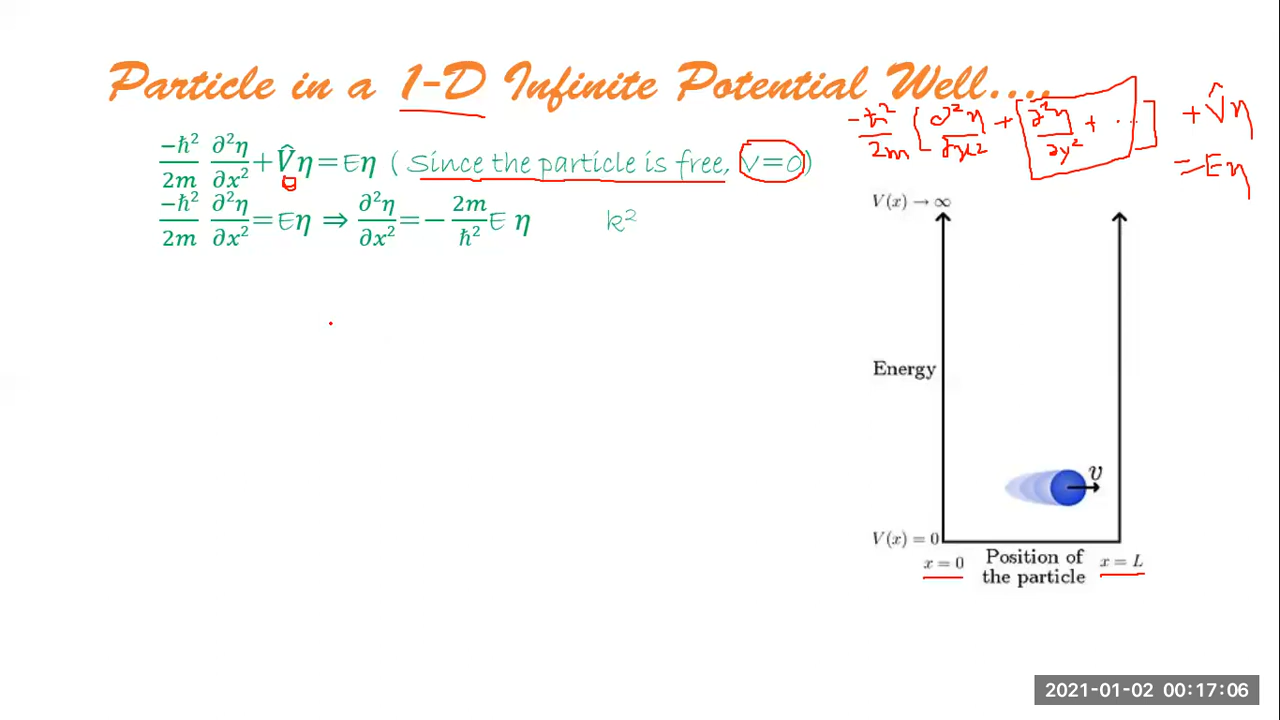 Particle in a 1-D Infinite Potential Well....
-ħ²/2m [∂²η/∂x² + [∂²η/∂y² + ...]] + V̂η
= Eη
-ħ²/2m ∂²η/∂x² + V̂η = Eη ( Since the particle is free, V=0)
0
-ħ²/2m ∂²η/∂x² = Eη ⇒ ∂²η/∂x² = - 2m/ħ² E η k²
V(x) → ∞
Energy
v
V(x) = 0
x = 0 Position of the particle x = L
2021-01-02 00:17:06